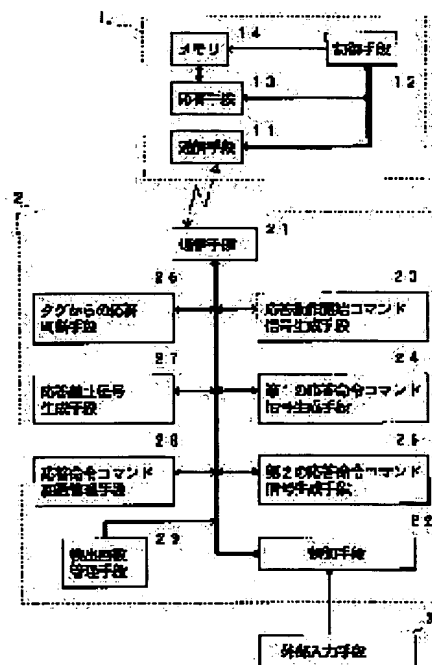 1
14
メモリ
制御手段
13
12
応答手段
11
送信手段
2
21
送信手段
26
23
タグからの応答
判断手段
応答動作開始コマンド
信号生成手段
27
24
応答禁止信号
生成手段
第1の応答命令コマンド
信号生成手段
28
25
応答命令コマンド
管理手段
第2の応答命令コマンド
信号生成手段
22
29
検出回数
管理手段
制御手段
3
外部入力手段